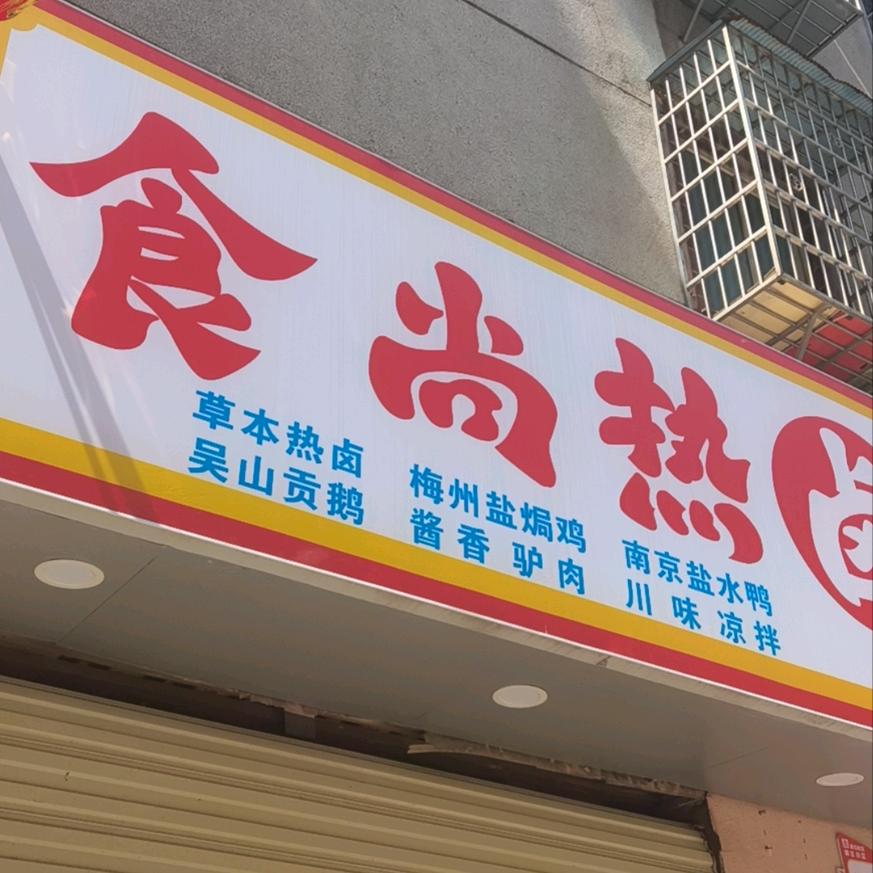 食尚热卤
草本热卤
吴山贡鹅
梅州盐焗鸡
酱香驴肉
南京盐水鸭
川味凉拌